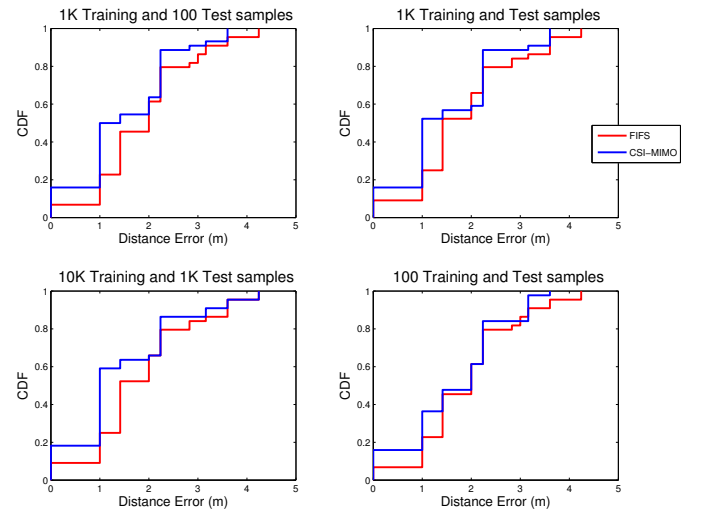 1K Training and 100 Test samples
1
0.8
0.6
0.4
0.2
0
CDF
0 1 2 3 4 5
Distance Error (m)
1K Training and Test samples
1
0.8
0.6
0.4
0.2
0
CDF
0 1 2 3 4 5
Distance Error (m)
FIFS
CSI−MIMO
10K Training and 1K Test samples
1
0.8
0.6
0.4
0.2
0
CDF
0 1 2 3 4 5
Distance Error (m)
100 Training and Test samples
1
0.8
0.6
0.4
0.2
0
CDF
0 1 2 3 4 5
Distance Error (m)